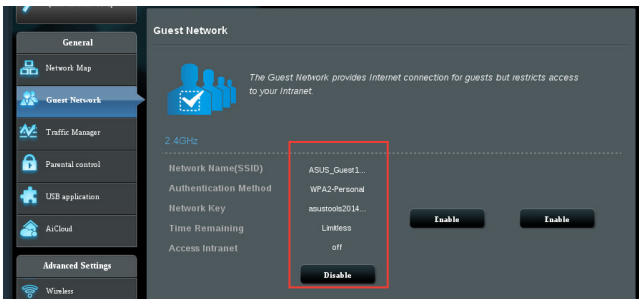 General
Network Map
Guest Network
Traffic Manager
Parental control
USB application
AiCloud
Advanced Settings
Wireless
Guest Network
The Guest Network provides Internet connection for guests but restricts access
to your Intranet.
2.4GHz
Network Name(SSID) ASUS_Guest1...
Authentication Method WPA2-Personal
Network Key asustools2014...
Time Remaining Limitless
Access Intranet off
Disable
Enable
Enable